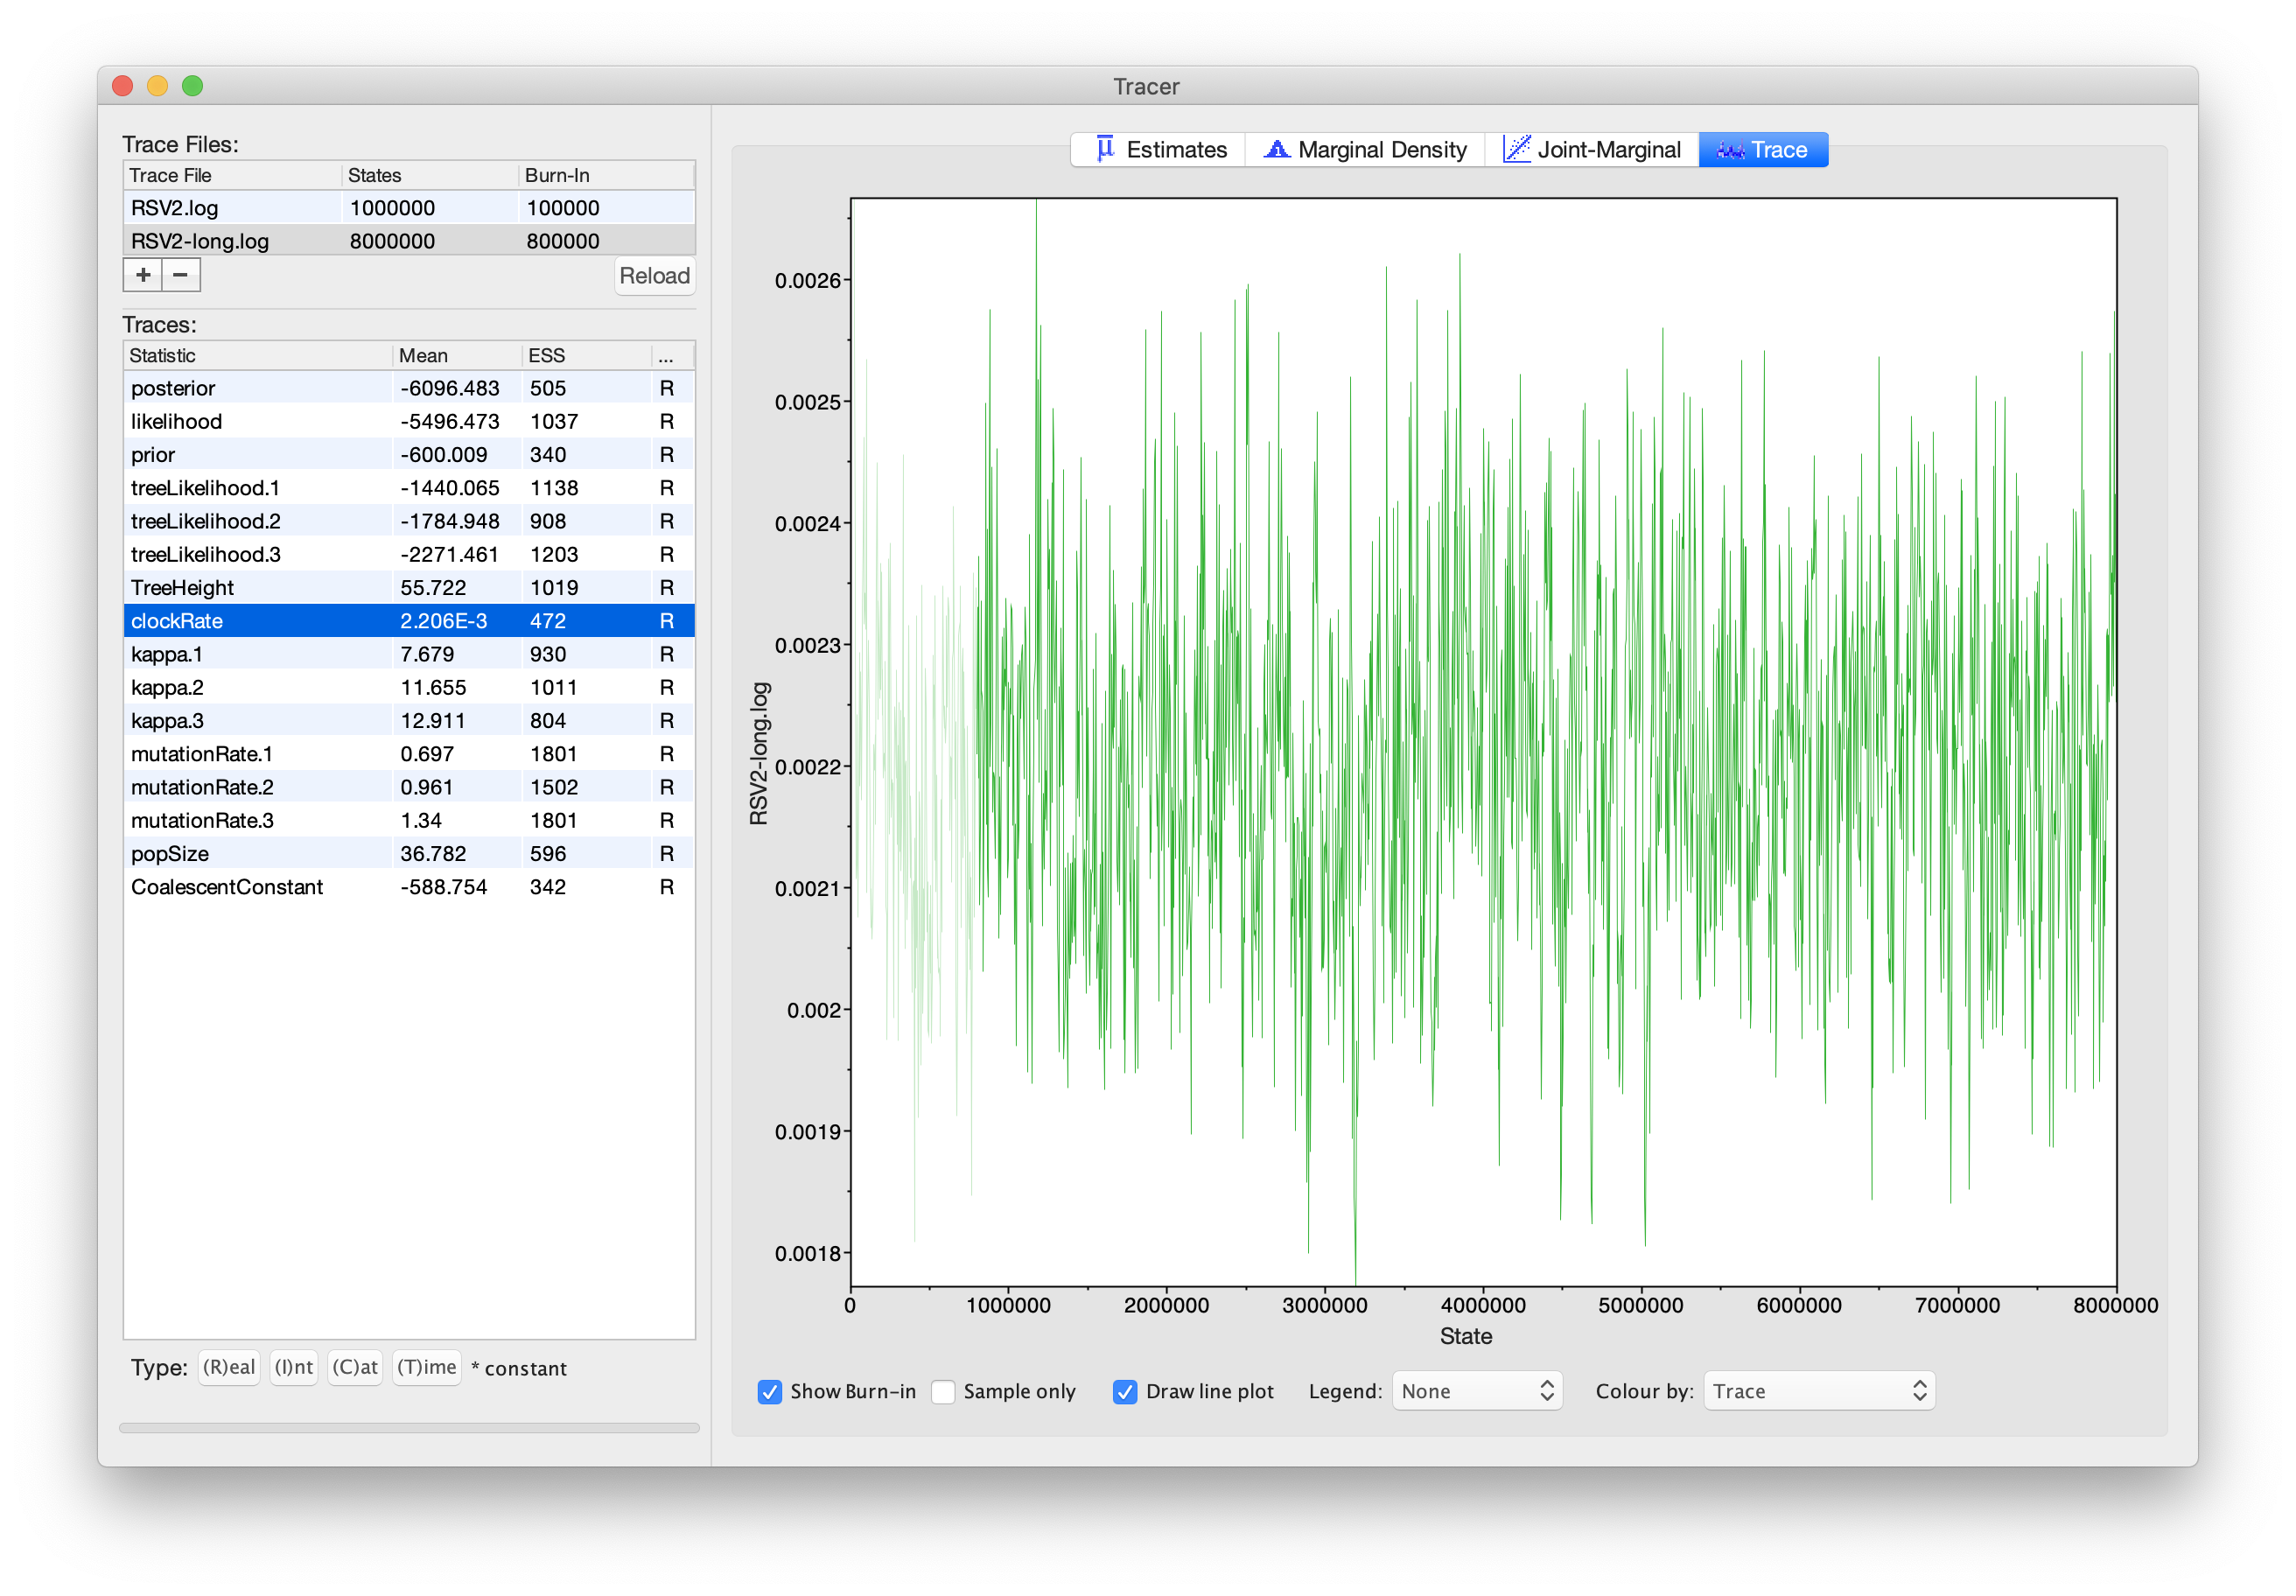 Tracer
Trace Files:
Trace File States Burn-In
RSV2.log 1000000 100000
RSV2-long.log 8000000 800000
+ −
Reload
Traces:
Statistic Mean ESS ...
posterior -6096.483 505 R
likelihood -5496.473 1037 R
prior -600.009 340 R
treeLikelihood.1 -1440.065 1138 R
treeLikelihood.2 -1784.948 908 R
treeLikelihood.3 -2271.461 1203 R
TreeHeight 55.722 1019 R
clockRate 2.206E-3 472 R
kappa.1 7.679 930 R
kappa.2 11.655 1011 R
kappa.3 12.911 804 R
mutationRate.1 0.697 1801 R
mutationRate.2 0.961 1502 R
mutationRate.3 1.34 1801 R
popSize 36.782 596 R
CoalescentConstant -588.754 342 R
Type: (R)eal (I)nt (C)at (T)ime * constant
μ Estimates Marginal Density Joint-Marginal Trace
0.0026
0.0025
0.0024
0.0023
0.0022
0.0021
0.002
0.0019
0.0018
RSV2-long.log
0 1000000 2000000 3000000 4000000 5000000 6000000 7000000 8000000
State
Show Burn-in Sample only Draw line plot Legend: None Colour by: Trace